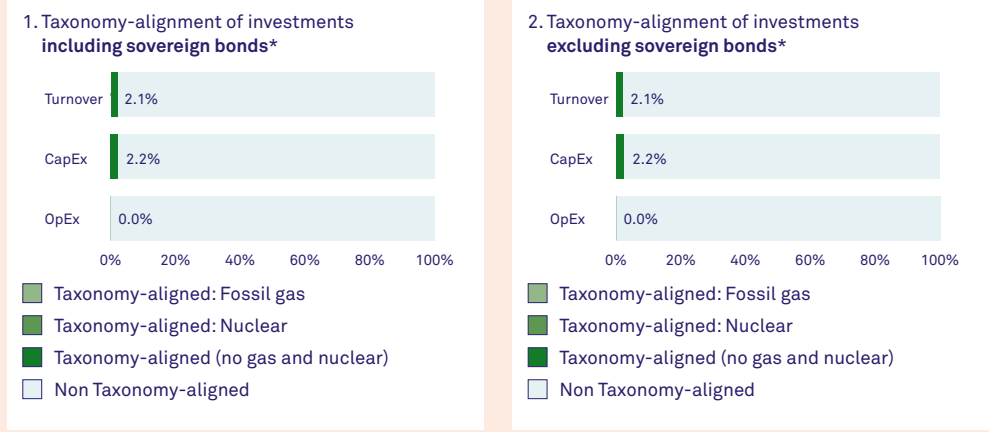 1. Taxonomy-alignment of investments
including sovereign bonds*
Turnover 2.1%
CapEx 2.2%
OpEx 0.0%
0% 20% 40% 60% 80% 100%
Taxonomy-aligned: Fossil gas
Taxonomy-aligned: Nuclear
Taxonomy-aligned (no gas and nuclear)
Non Taxonomy-aligned
2. Taxonomy-alignment of investments
excluding sovereign bonds*
Turnover 2.1%
CapEx 2.2%
OpEx 0.0%
0% 20% 40% 60% 80% 100%
Taxonomy-aligned: Fossil gas
Taxonomy-aligned: Nuclear
Taxonomy-aligned (no gas and nuclear)
Non Taxonomy-aligned